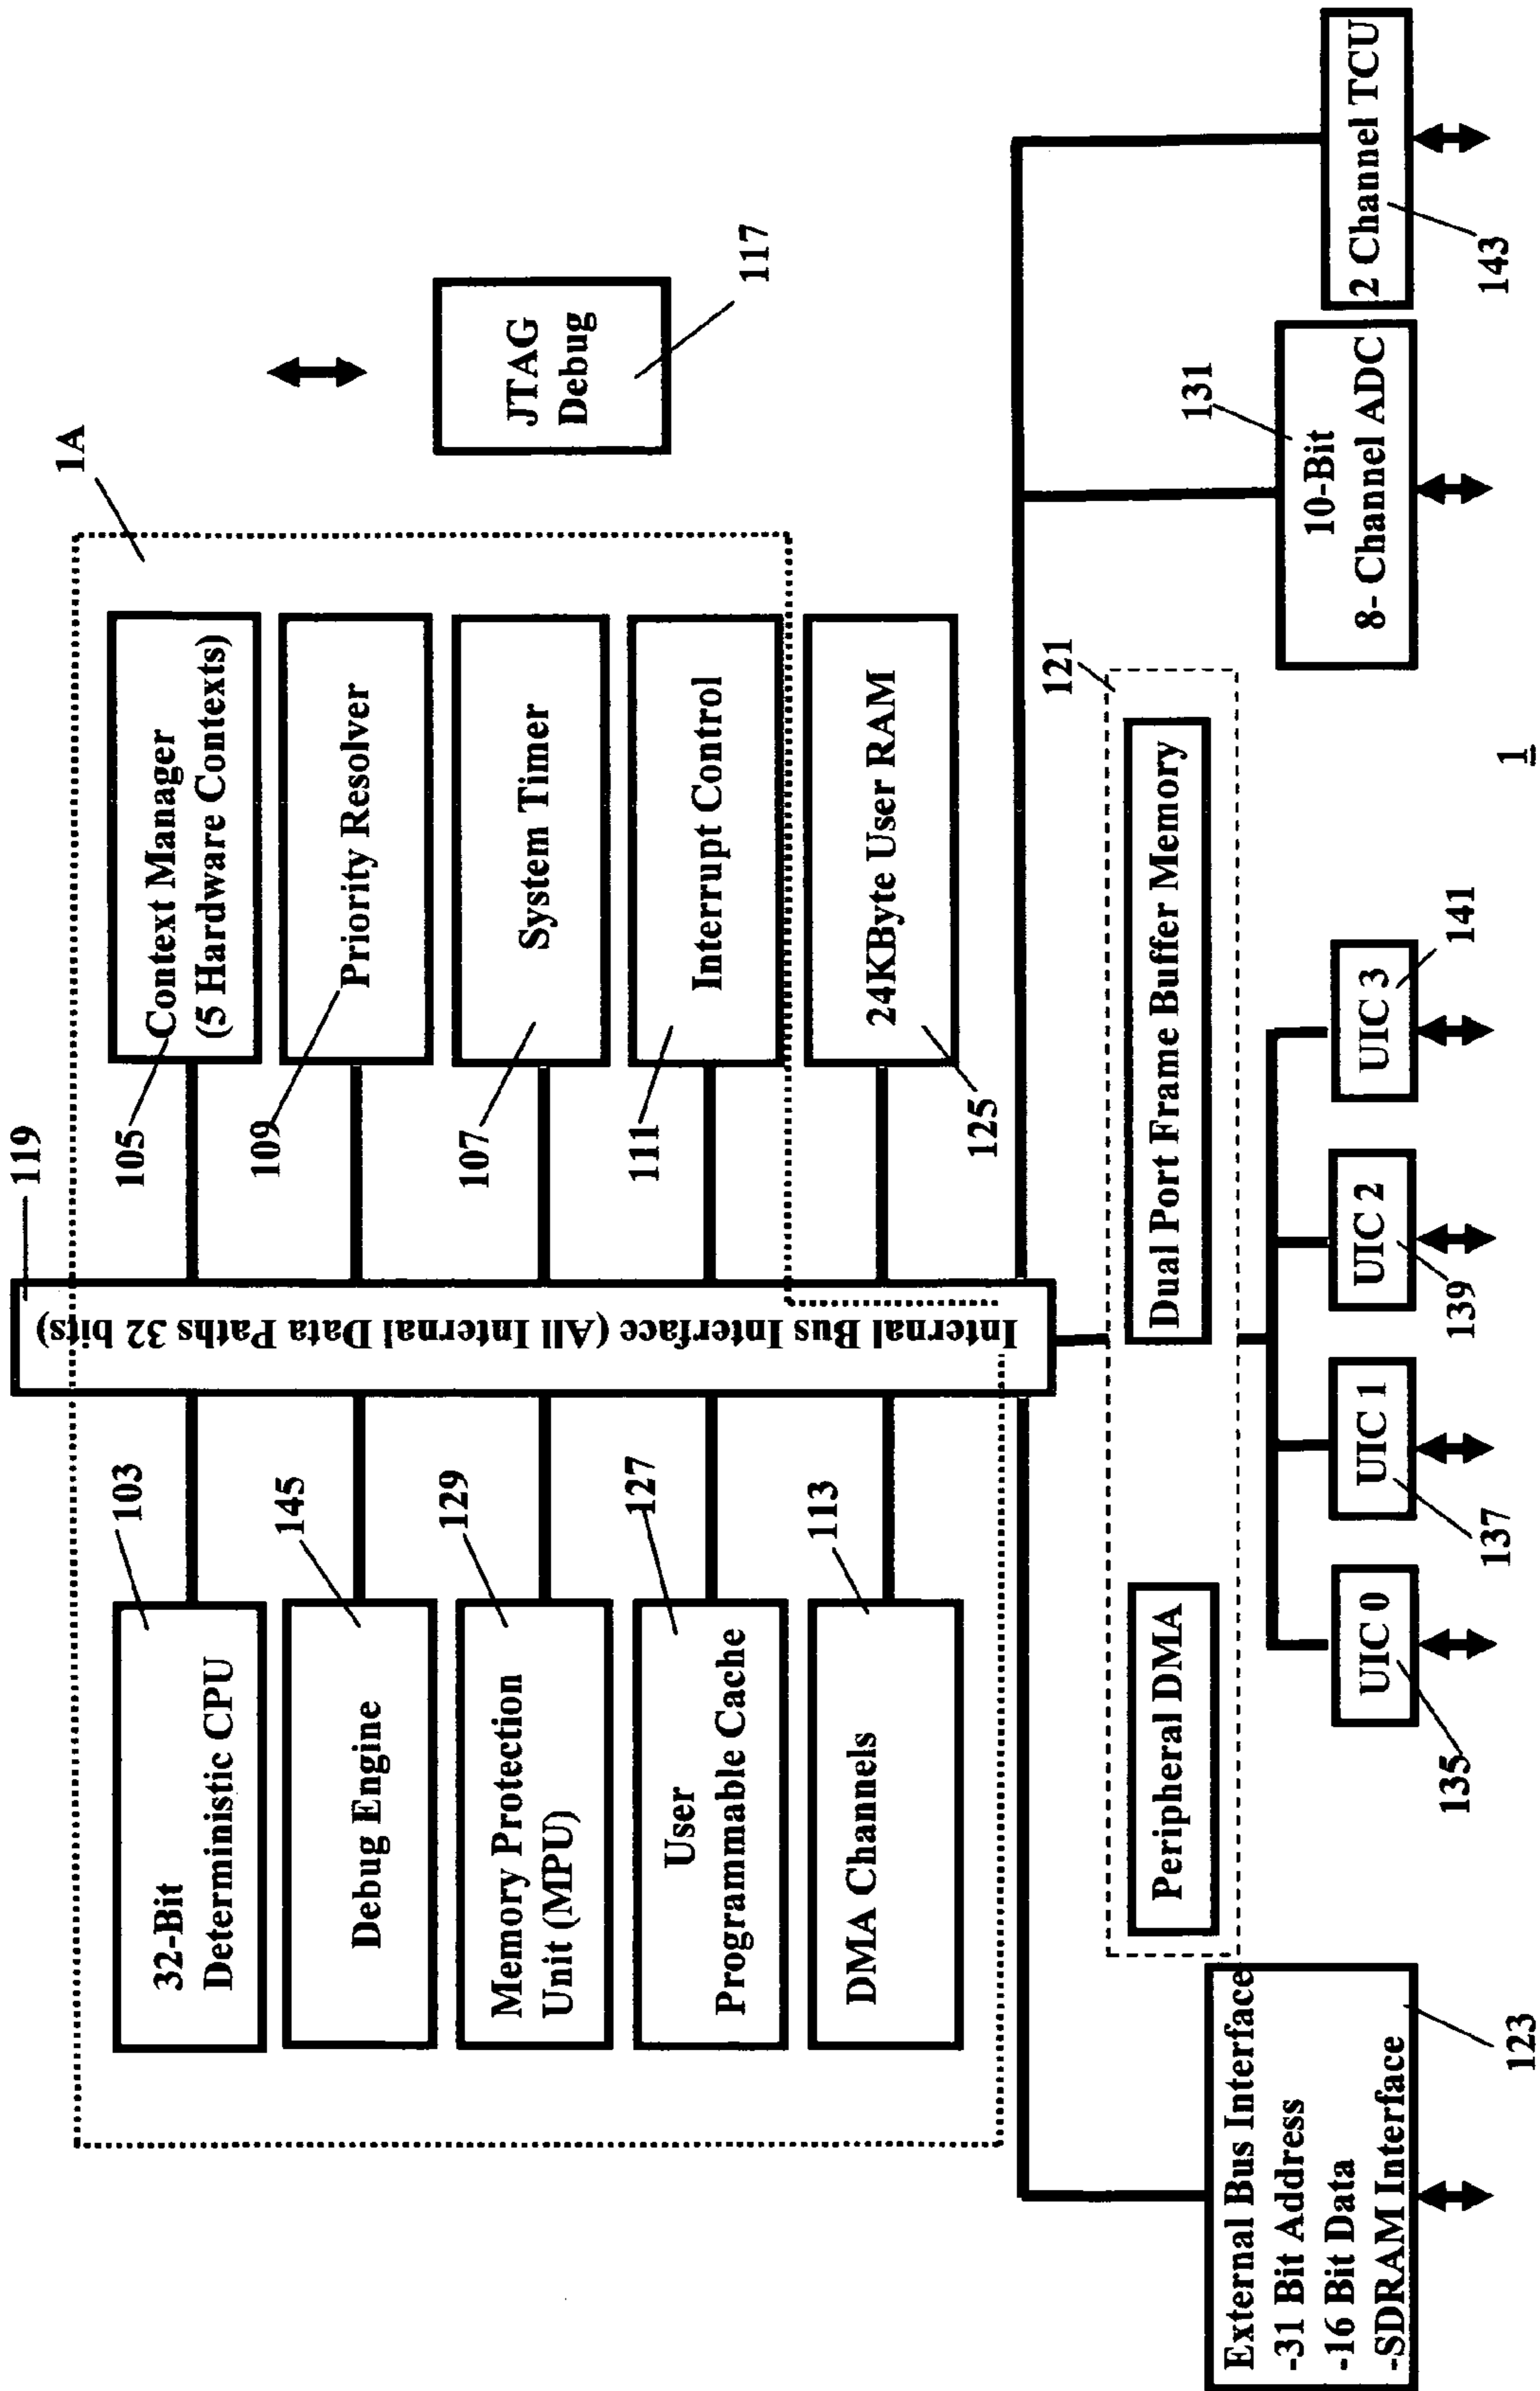 119
1A
103
32-Bit
Deterministic CPU
105
Context Manager
(5 Hardware Contexts)
145
Debug Engine
109
Priority Resolver
129
Memory Protection
Unit (MPU)
107
System Timer
127
User
Programmable Cache
111
Interrupt Control
113
DMA Channels
125
24KByte User RAM
Internal Bus Interface (All Internal Data Paths 32 bits)
JTAG
Debug
117
121
Peripheral DMA
Dual Port Frame Buffer Memory
External Bus Interface
-31 Bit Address
-16 Bit Data
-SDRAM Interface
123
UIC 0
135
UIC 1
137
UIC 2
139
UIC 3
141
131
10-Bit
8- Channel ADC
2 Channel TCU
143
1